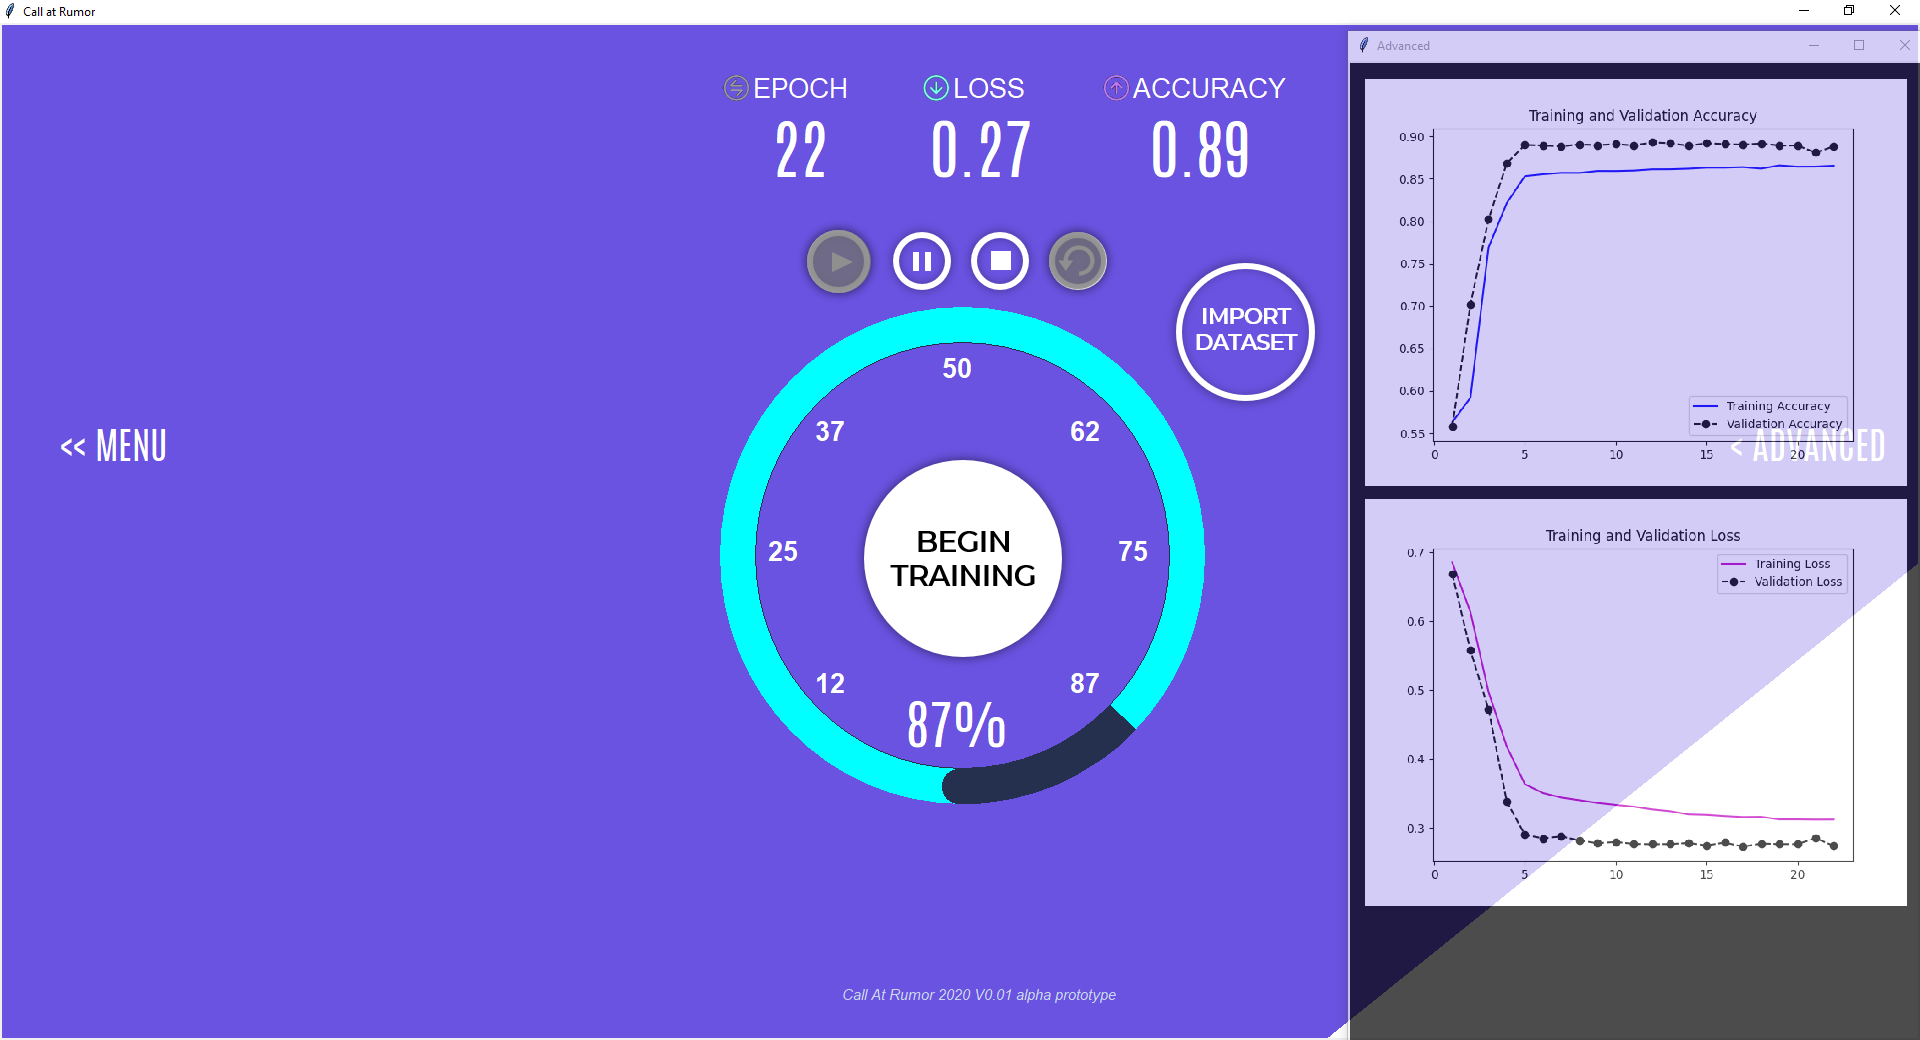 Call at Rumor
EPOCH
LOSS
ACCURACY
22
0.27
0.89
IMPORT
DATASET
50
37
62
25
75
12
87
BEGIN
TRAINING
87%
<< MENU
< ADVANCED
Call At Rumor 2020 V0.01 alpha prototype
Advanced
Training and Validation Accuracy
0.90
0.85
0.80
0.75
0.70
0.65
0.60
0.55
Training Accuracy
Validation Accuracy
0 5 10 15 20
Training and Validation Loss
0.7
0.6
0.5
0.4
0.3
Training Loss
Validation Loss
0 5 10 15 20